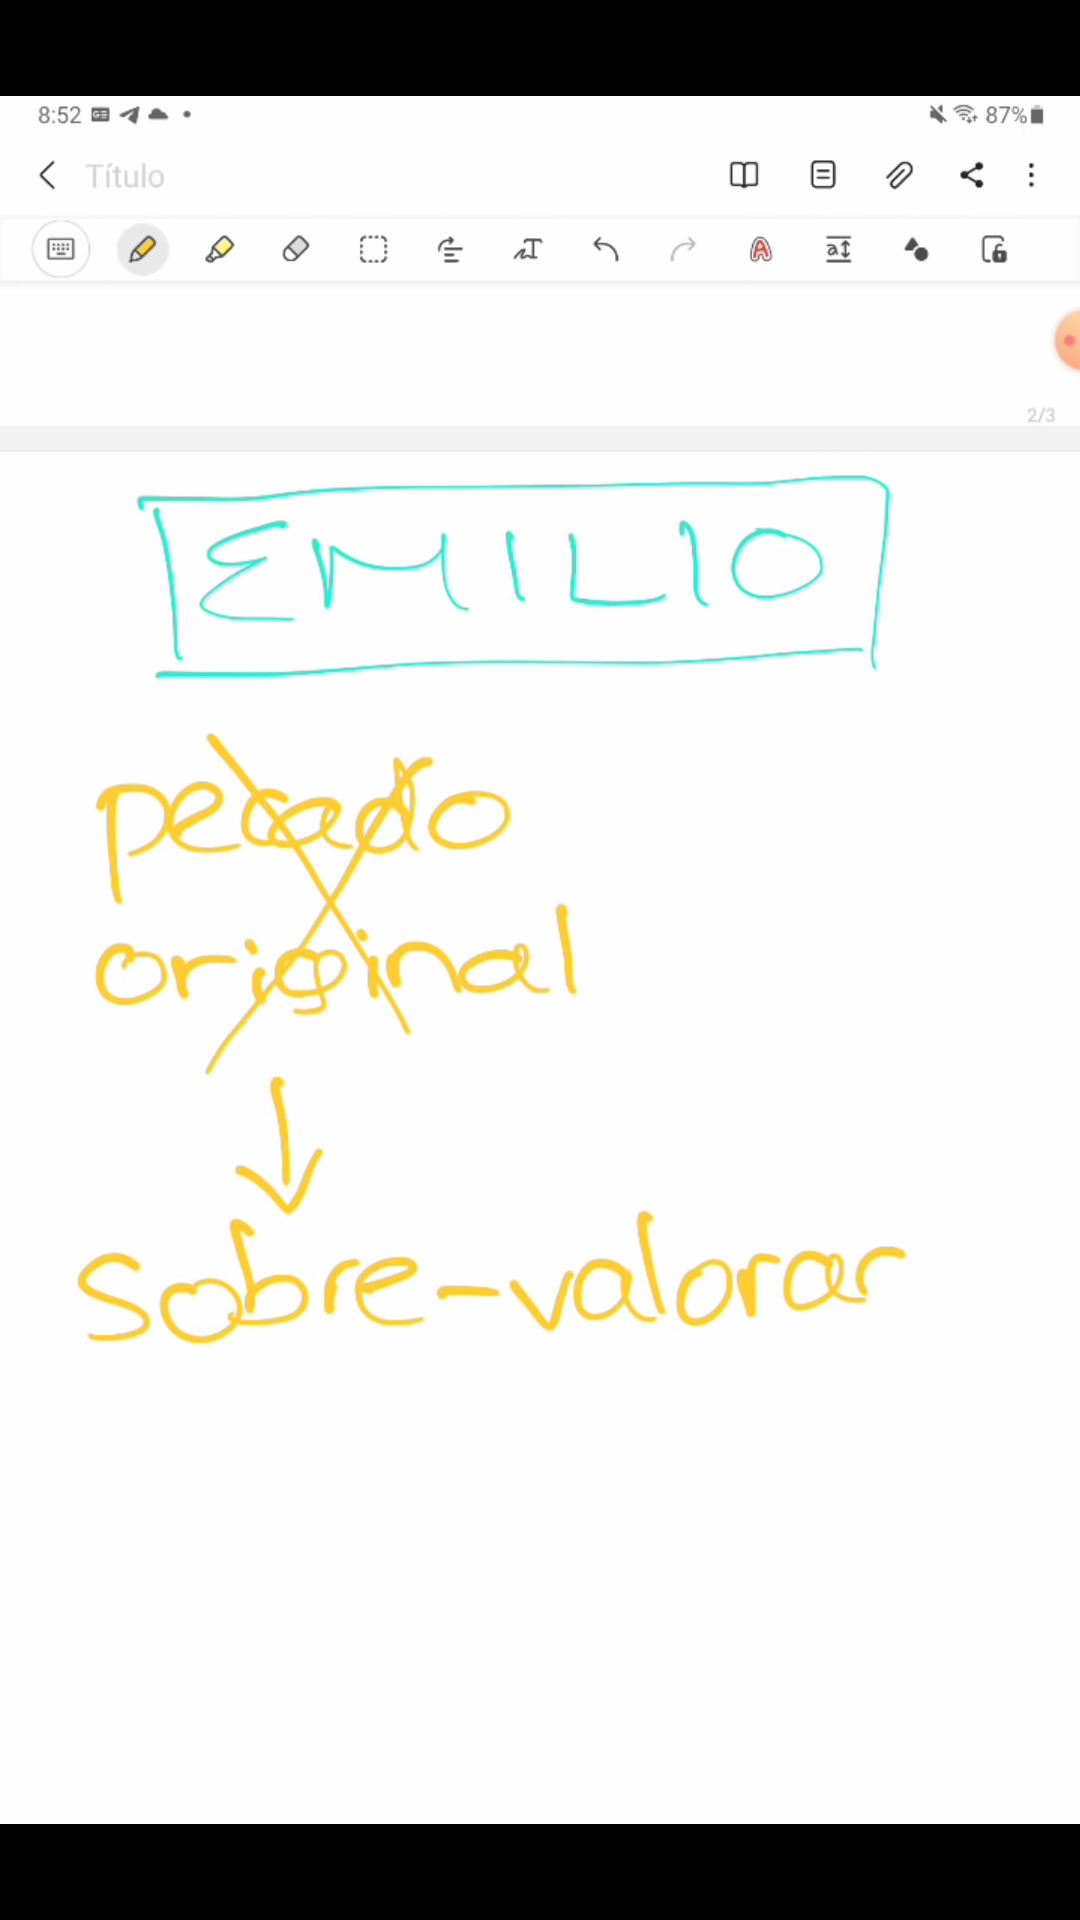 8:52
87%
Título
2/3
EMILIO
pecado
original
Sobre-valorar